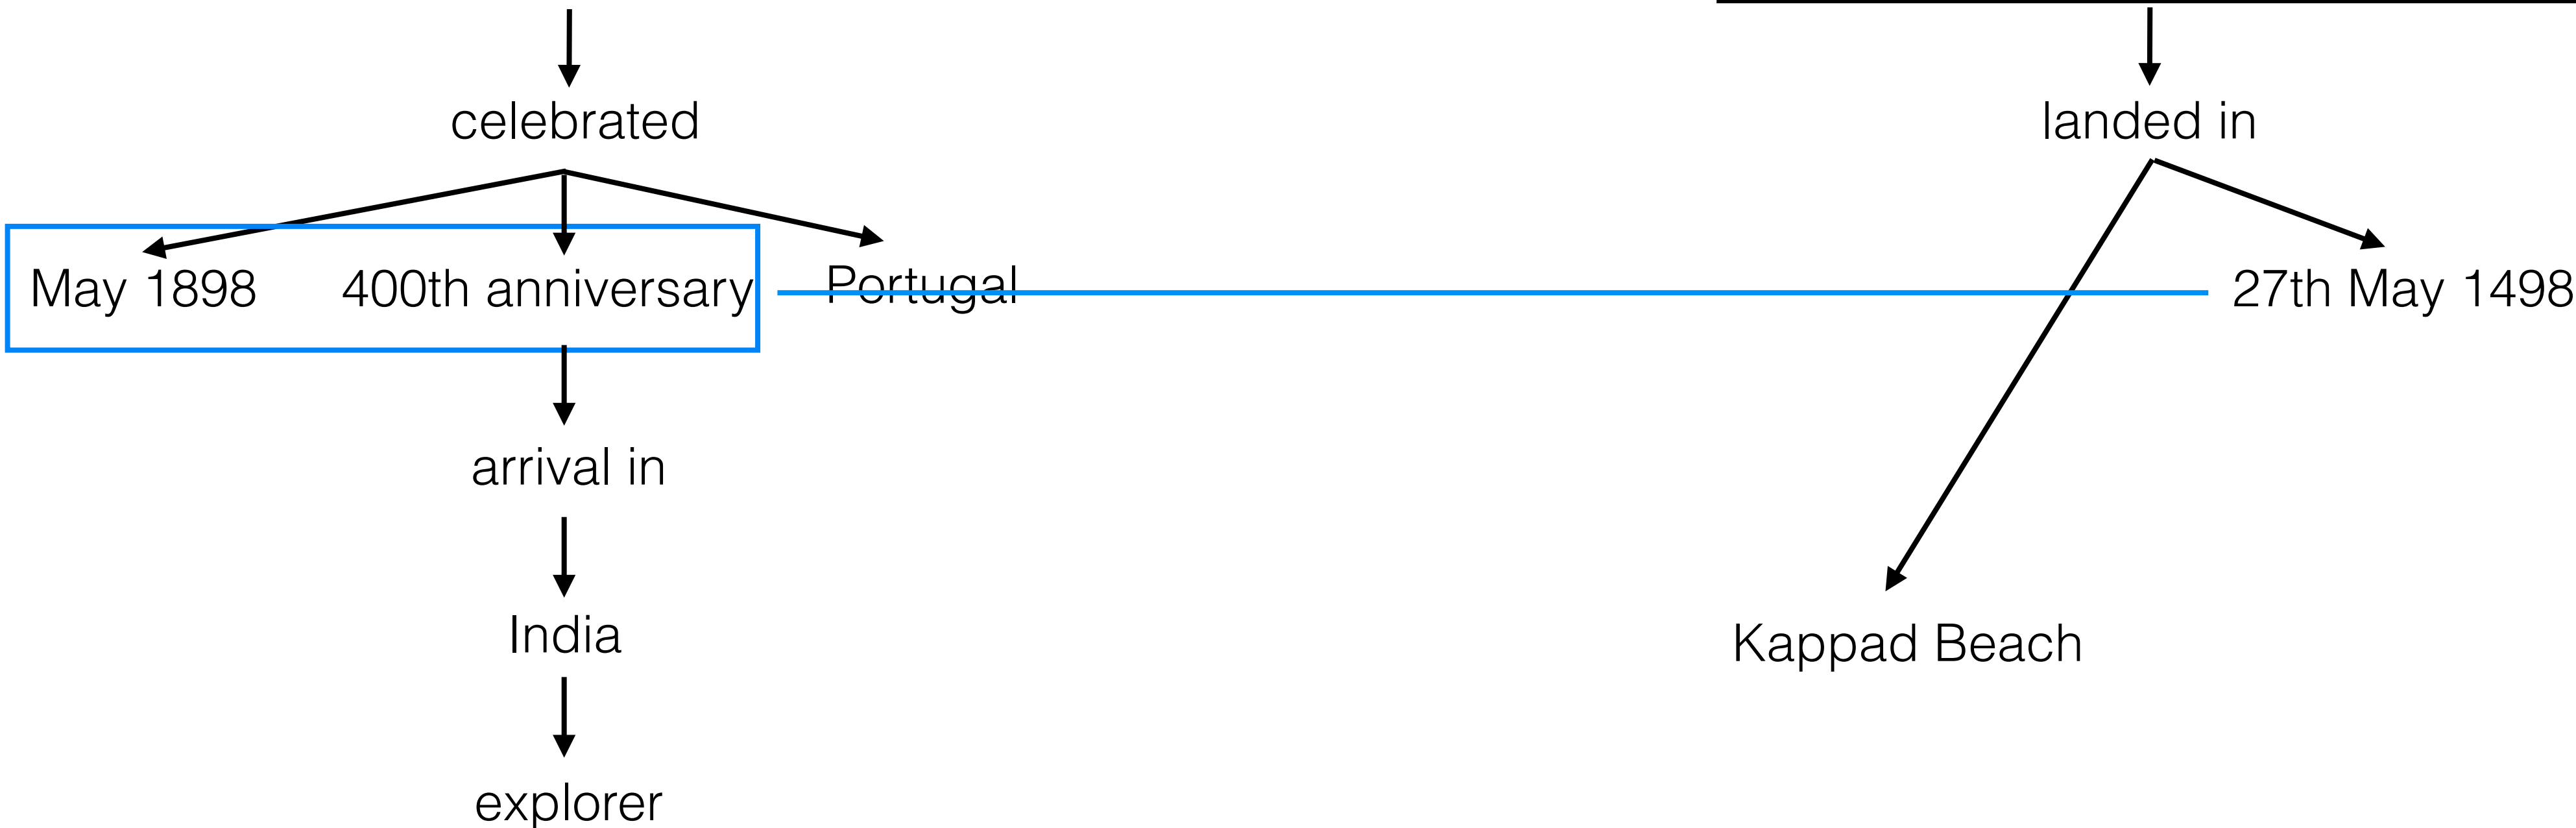 celebrated
landed in
May 1898
400th anniversary
Portugal
27th May 1498
arrival in
India
Kappad Beach
explorer